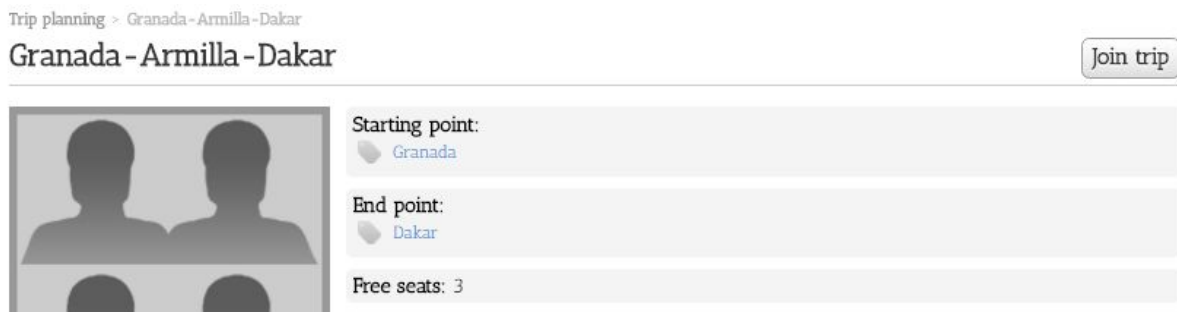 Trip planning > Granada-Armilla-Dakar
Granada-Armilla-Dakar
Join trip
Starting point:
Granada
End point:
Dakar
Free seats: 3